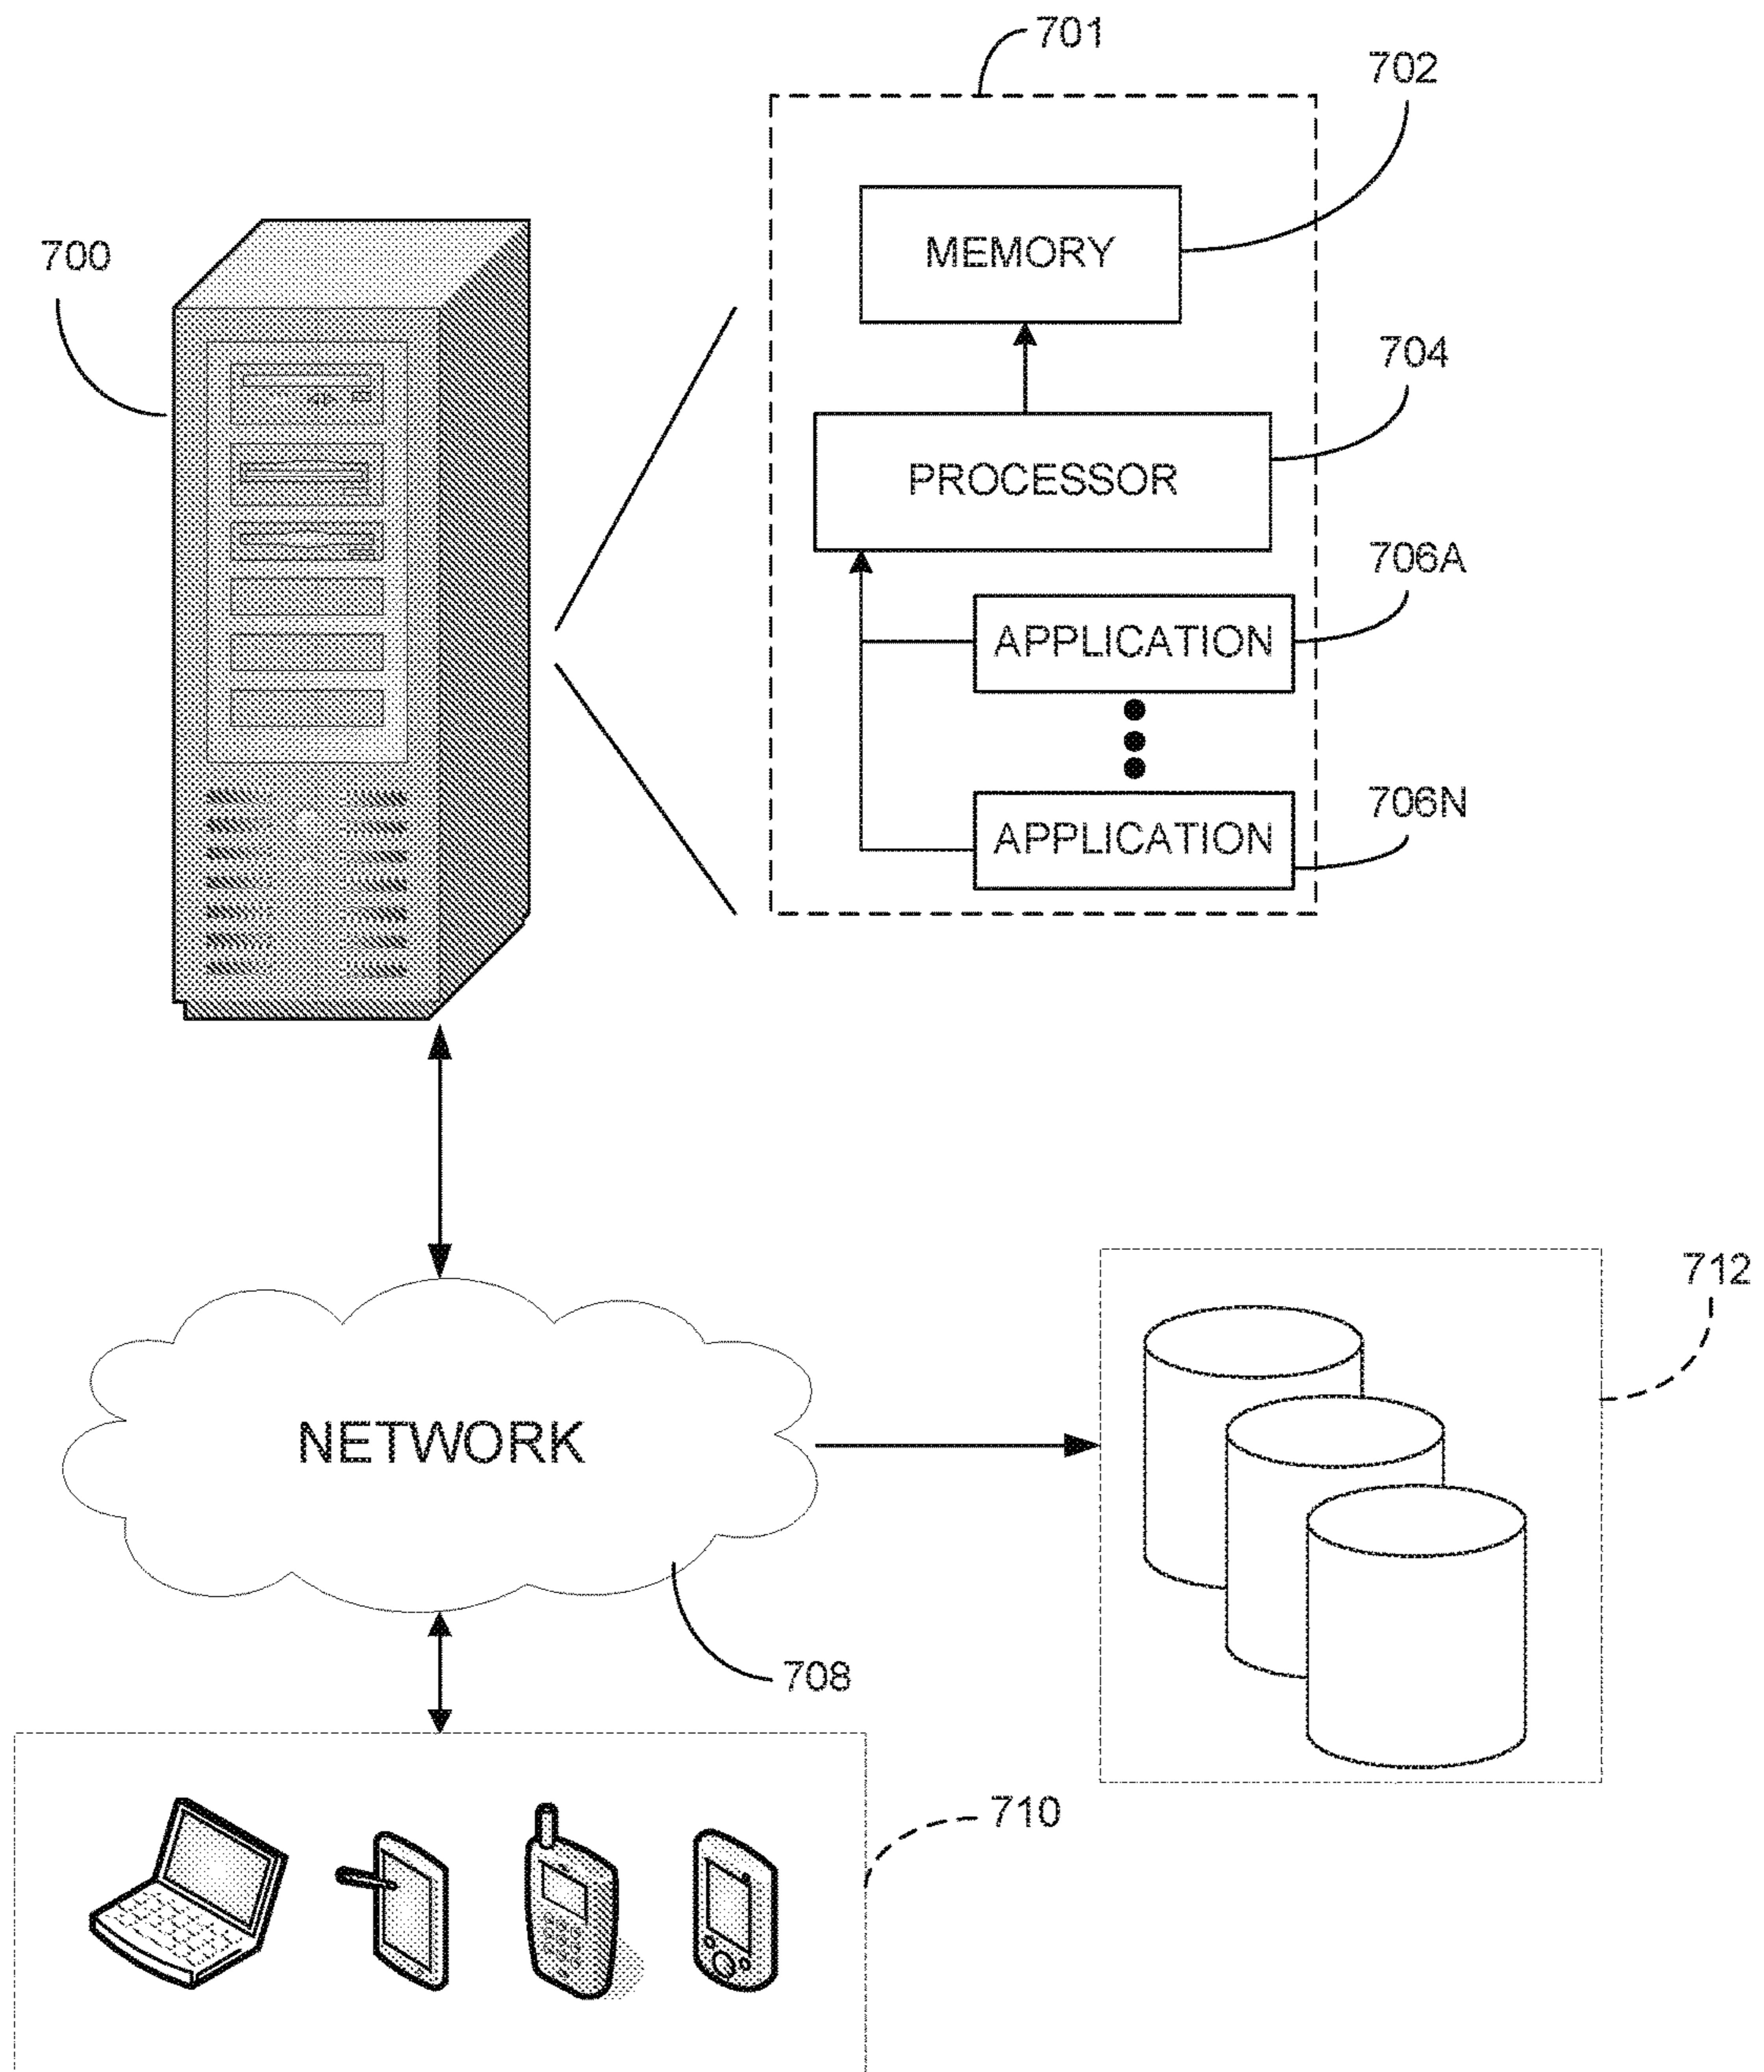 701
702
700
MEMORY
704
PROCESSOR
706A
APPLICATION
706N
APPLICATION
712
NETWORK
708
710